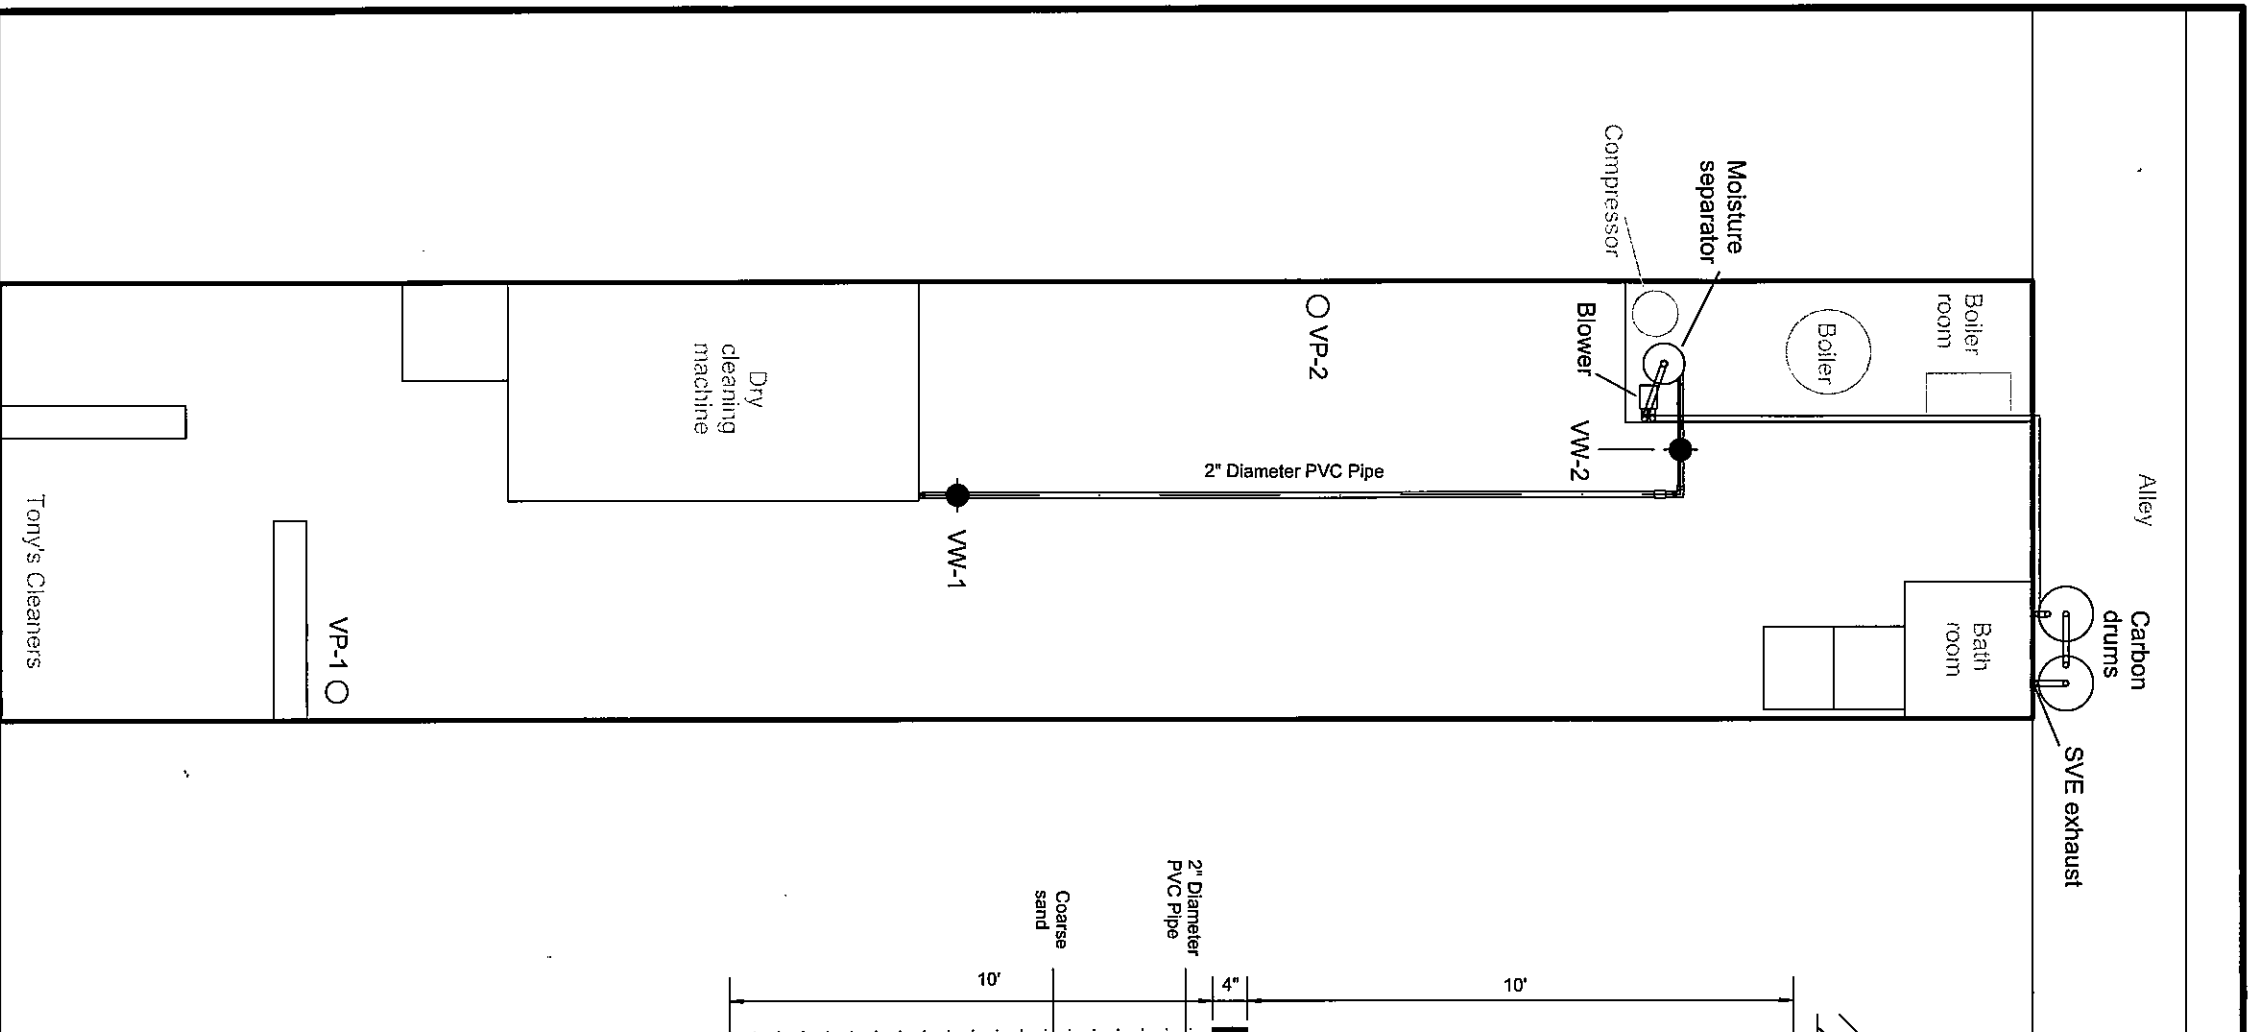 Alley
Boiler
room
Boiler
Moisture
separator
Compressor
Blower
VW-2
VP-2
2" Diameter PVC Pipe
VW-1
Dry
cleaning
machine
Bath
room
Carbon
drums
SVE exhaust
VP-1
Tony's Cleaners
2" Diameter
PVC Pipe
Coarse
sand
10'
4"
10'